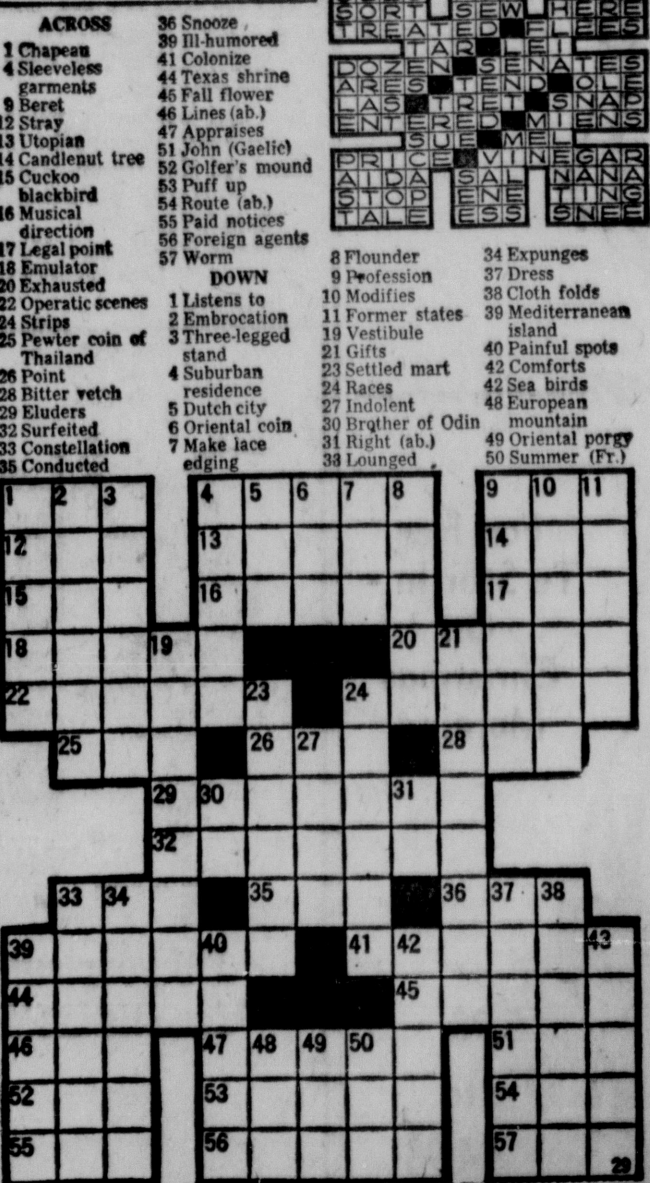 ACROSS
1 Chapeau
4 Sleeveless
garments
9 Beret
12 Stray
13 Utopian
14 Candlenut tree
15 Cuckoo
blackbird
16 Musical
direction
17 Legal point
18 Emulator
20 Exhausted
22 Operatic scenes
24 Strips
25 Pewter coin of
Thailand
26 Point
28 Bitter vetch
29 Eluders
32 Surfeited
33 Constellation
35 Conducted
36 Snooze
39 Ill-humored
41 Colonize
44 Texas shrine
45 Fall flower
46 Lines (ab.)
47 Appraises
51 John (Gaelic)
52 Golfer's mound
53 Puff up
54 Route (ab.)
55 Paid notices
56 Foreign agents
57 Worm
DOWN
1 Listens to
2 Embrocation
3 Three-legged
stand
4 Suburban
residence
5 Dutch city
6 Oriental coin
7 Make lace
edging
8 Flounder
9 Profession
10 Modifies
11 Former states
19 Vestibule
21 Gifts
23 Settled mart
24 Races
27 Indolent
30 Brother of Odin
31 Right (ab.)
33 Lounged
34 Expunges
37 Dress
38 Cloth folds
39 Mediterranean
island
40 Painful spots
42 Comforts
42 Sea birds
48 European
mountain
49 Oriental porgy
50 Summer (Fr.)
SORT SEW HERE
TREATED FLEES
TAR LEI
DOZEN SENATES
ARES TEND OLE
LAS TRET SNAP
ENTERED MIENS
SUE MEL
PRICE VINEGAR
AIDA SAL NANA
STOP ENE TING
TALE ESS SNEE
1 2 3 4 5 6 7 8 9 10 11
12 13 14
15 16 17
18 19 20 21
22 23 24
25 26 27 28
29 30 31
32
33 34 35 36 37 38
39 40 41 42 43
44 45
46 47 48 49 50 51
52 53 54
55 56 57
29